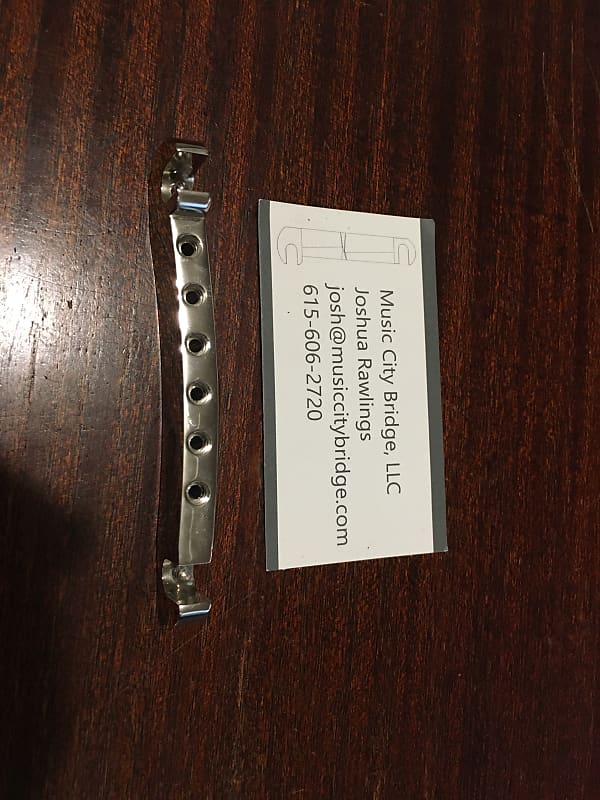 Music City Bridge, LLC
Joshua Rawlings
josh@musiccitybridge.com
615-606-2720